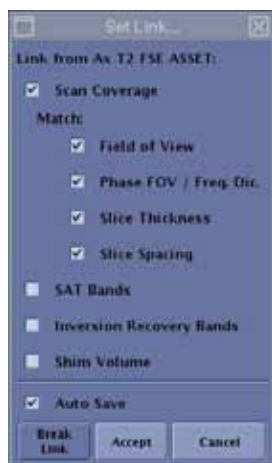 Set Link...
Link from Ax T2 FSE ASSET:
Scan Coverage
Match:
Field of View
Phase FOV / Freq. Dir.
Slice Thickness
Slice Spacing
SAT Bands
Inversion Recovery Bands
Shim Volume
Auto Save
Break
Link
Accept
Cancel